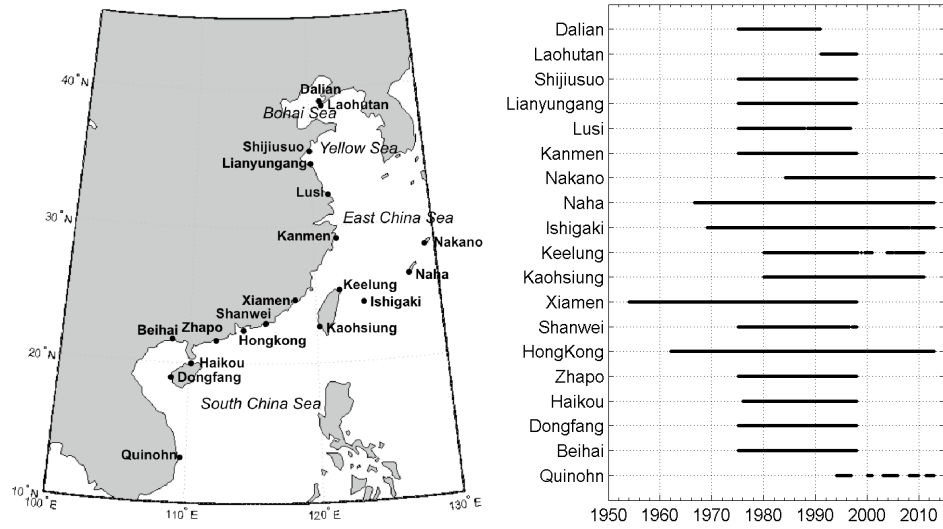 40°N
30°N
20°N
10°N
100°E
110°E
120°E
130°E
Dalian
Laohutan
Bohai Sea
Shijiusuo
Yellow Sea
Lianyungang
Lusi
East China Sea
Kanmen
Nakano
Naha
Keelung
Xiamen
Ishigaki
Shanwei
Kaohsiung
Beihai
Zhapo
Hongkong
Haikou
Dongfang
South China Sea
Quinohn
Dalian
Laohutan
Shijiusuo
Lianyungang
Lusi
Kanmen
Nakano
Naha
Ishigaki
Keelung
Kaohsiung
Xiamen
Shanwei
HongKong
Zhapo
Haikou
Dongfang
Beihai
Quinohn
1950 1960 1970 1980 1990 2000 2010